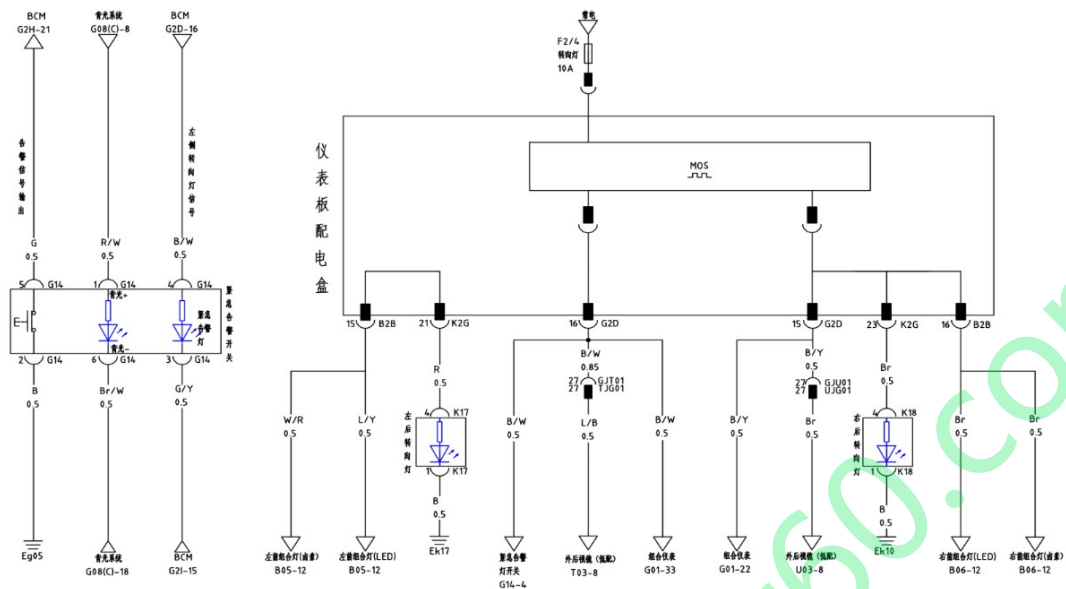 BCM
G2H-21
背光系统
G08(C)-8
BCM
G2D-16
告警信号输出
左侧转向灯信号
G
0.5
R/W
0.5
B/W
0.5
5
G14
1
G14
4
G14
背光+
背光-
紧急告警灯
紧急告警灯开关
2
G14
6
G14
3
G14
B
0.5
Br/W
0.5
G/Y
0.5
Eg05
背光系统
G08(C)-18
BCM
G2I-15
常电
F2/4
转向灯
10A
仪表板配电盒
MOS
15
B2B
21
K2G
16
G2D
15
G2D
23
K2G
16
B2B
W/R
0.5
L/Y
0.5
R
0.5
左后转向灯
4
K17
1
K17
B
0.5
Ek17
B/W
0.5
B/W
0.85
27
GJT01
27
TJG01
L/B
0.5
B/W
0.5
B/Y
0.5
B/Y
0.5
27
GJU01
27
UJG01
Br
0.5
Br
0.5
右后转向灯
4
K18
1
K18
B
0.5
Ek10
Br
0.5
Br
0.5
左前组合灯(卤素)
B05-12
左前组合灯(LED)
B05-12
紧急告警
灯开关
G14-4
外后视镜 (低配)
T03-8
组合仪表
G01-33
组合仪表
G01-22
外后视镜 (低配)
U03-8
右前组合灯(LED)
B06-12
右前组合灯(卤素)
B06-12
60.com